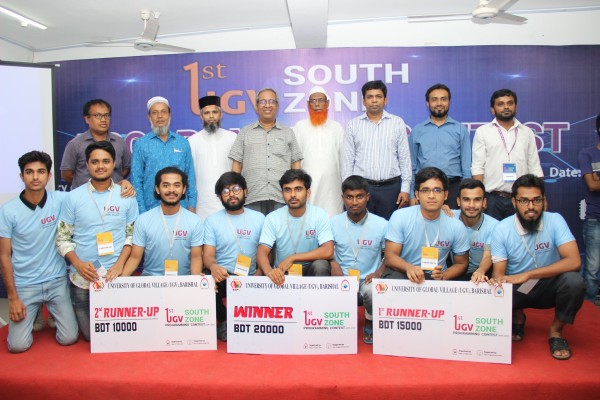 1st
UGV
SOUTH
ZONE
Date:
UGV
UGV
UGV
UGV
UNIVERSITY OF GLOBAL VILLAGE (UGV), BARISHAL
2nd RUNNER-UP
BDT 10000
1st
UGV
SOUTH
ZONE
PROGRAMMING CONTEST
UNIVERSITY OF GLOBAL VILLAGE (UGV), BARISHAL
WINNER
BDT 20000
1st
UGV
SOUTH
ZONE
PROGRAMMING CONTEST
UNIVERSITY OF GLOBAL VILLAGE (UGV), BARISHAL
1st RUNNER-UP
BDT 15000
1st
UGV
SOUTH
ZONE
PROGRAMMING CONTEST